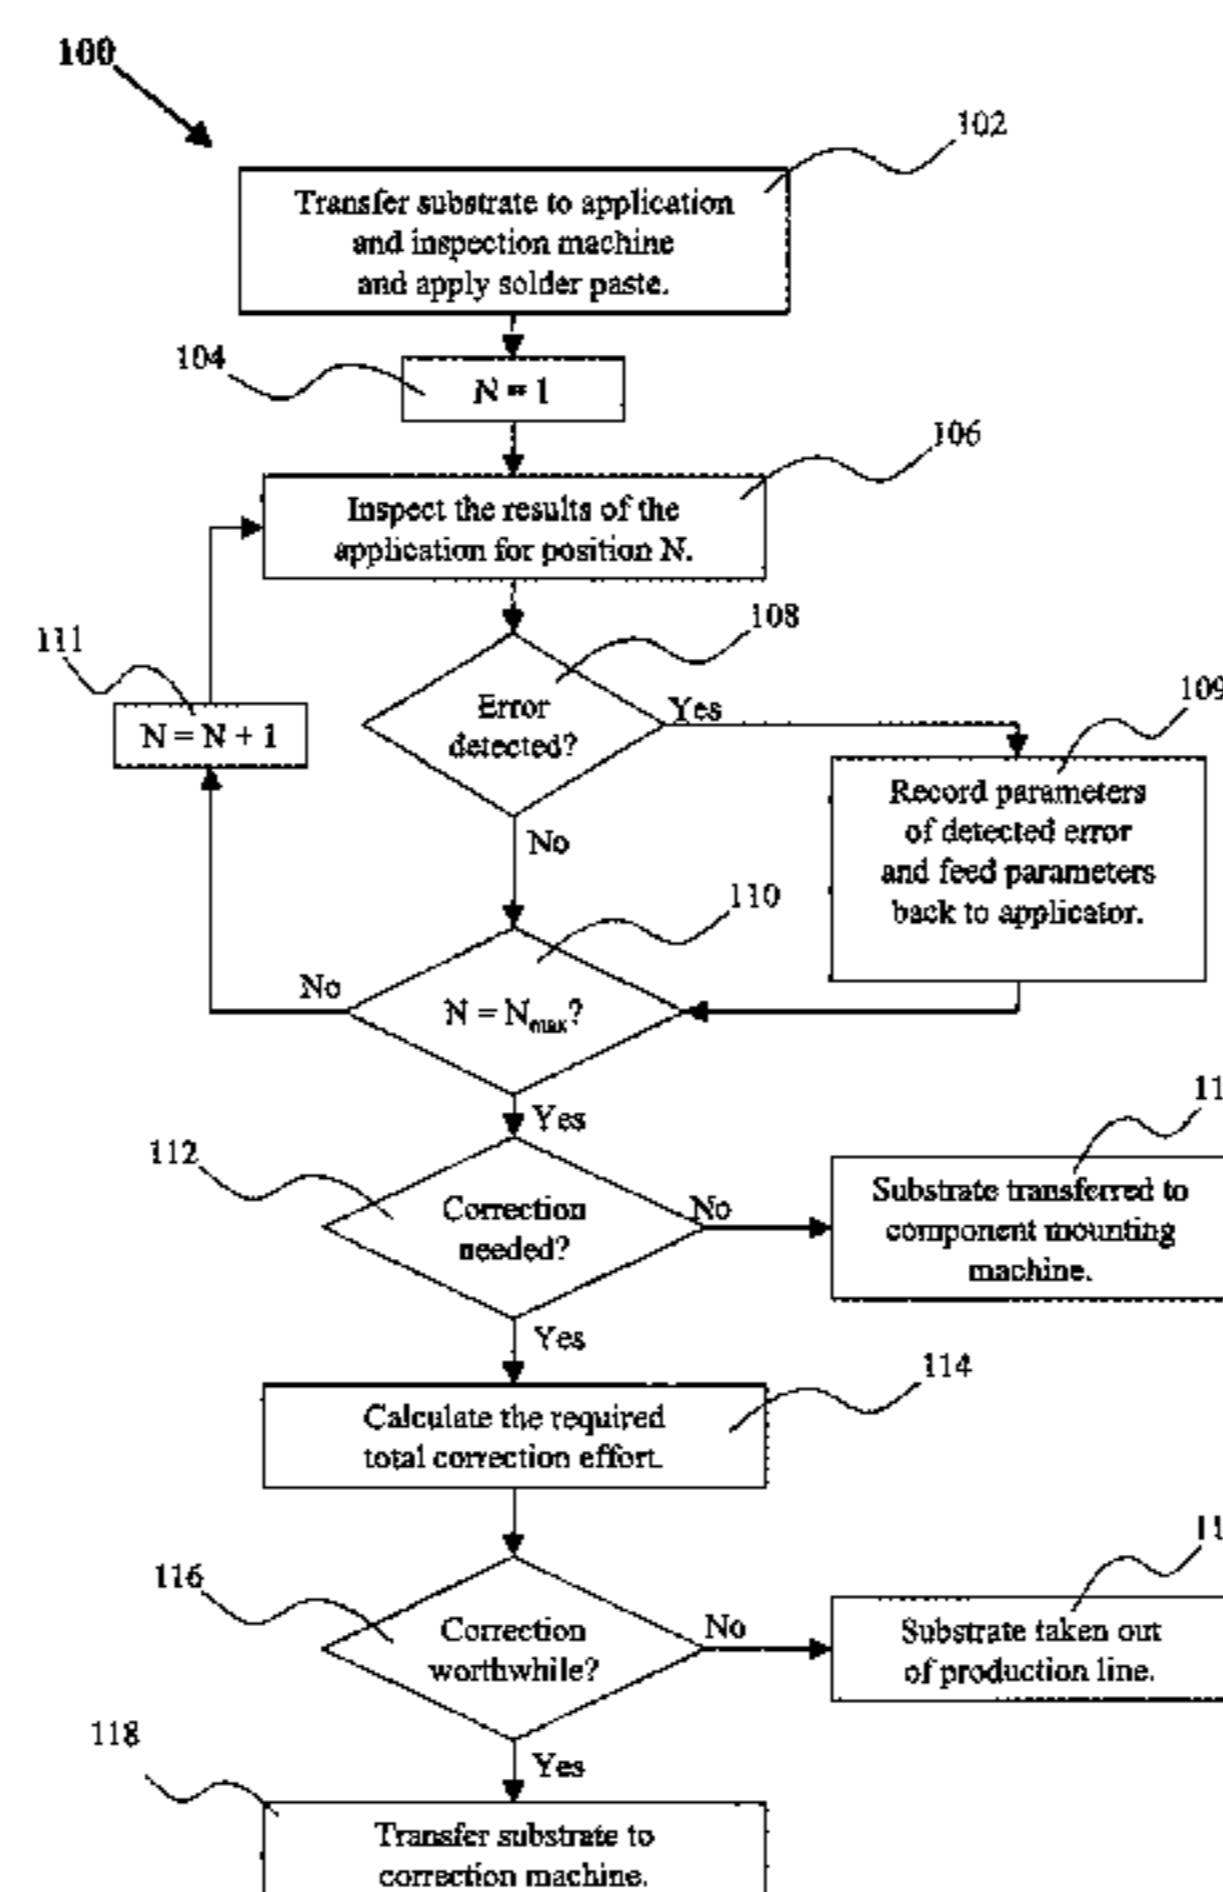 100
102
Transfer substrate to application
and inspection machine
and apply solder paste.
104
N = 1
106
Inspect the results of the
application for position N.
108
111
Error
detected?
Yes
109
N = N + 1
Record parameters
of detected error
and feed parameters
back to applicator.
No
110
No
N = Nmax?
Yes
11
112
Correction
needed?
No
Substrate transferred to
component mounting
machine.
Yes
114
Calculate the required
total correction effort.
11
116
Correction
worthwhile?
No
Substrate taken out
of production line.
118
Yes
Transfer substrate to
correction machine.